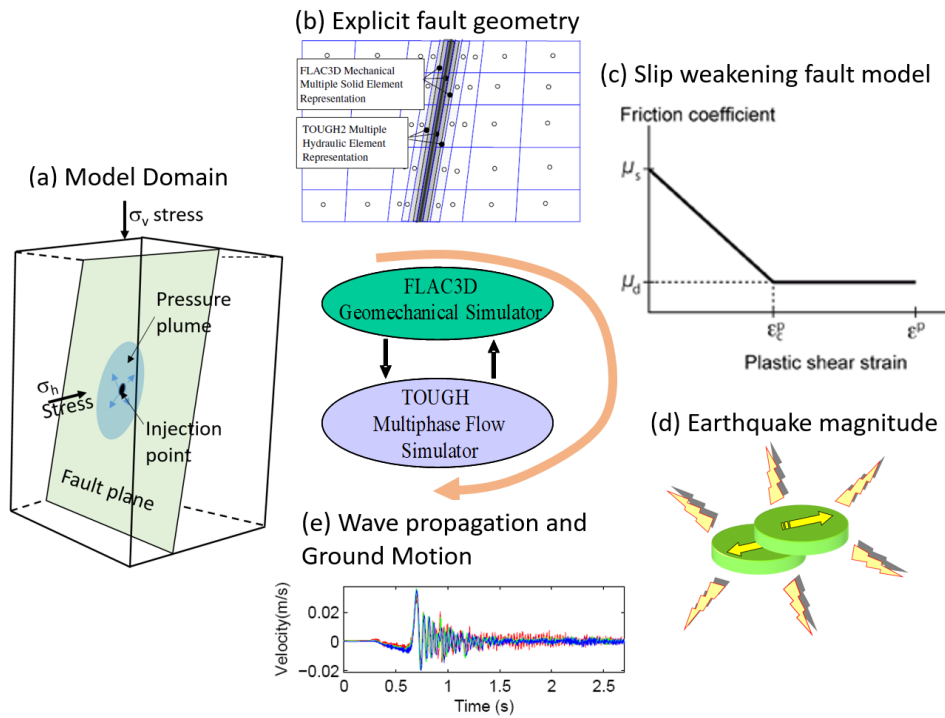 (a) Model Domain
σv stress
Pressure
plume
σh
Stress
Injection
point
Fault plane
(b) Explicit fault geometry
FLAC3D Mechanical
Multiple Solid Element
Representation
TOUGH2 Multiple
Hydraulic Element
Representation
FLAC3D
Geomechanical Simulator
TOUGH
Multiphase Flow
Simulator
(c) Slip weakening fault model
Friction coefficient
μs
μd
εcp
εp
Plastic shear strain
(d) Earthquake
magnitude
(e) Wave propagation and
Ground Motion
Velocity(m/s)
0.02
0
−0.02
0 0.5 1 1.5 2 2.5
Time (s)